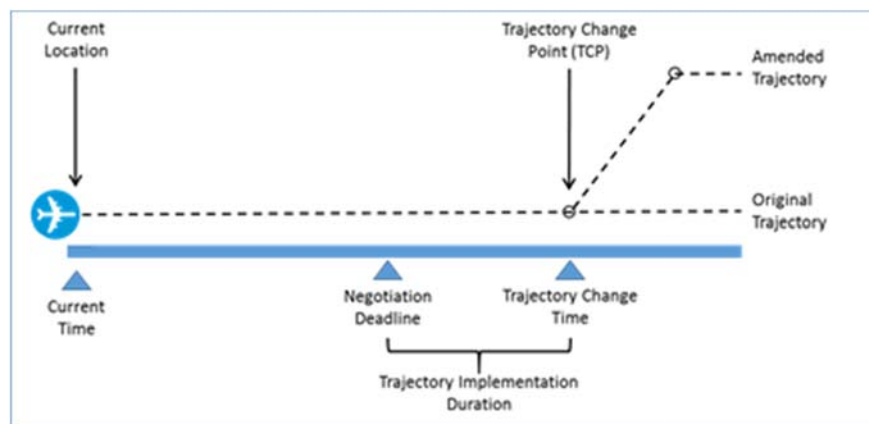 Current
Location
Trajectory Change
Point (TCP)
Amended
Trajectory
Original
Trajectory
Current
Time
Negotiation
Deadline
Trajectory Change
Time
Trajectory Implementation
Duration